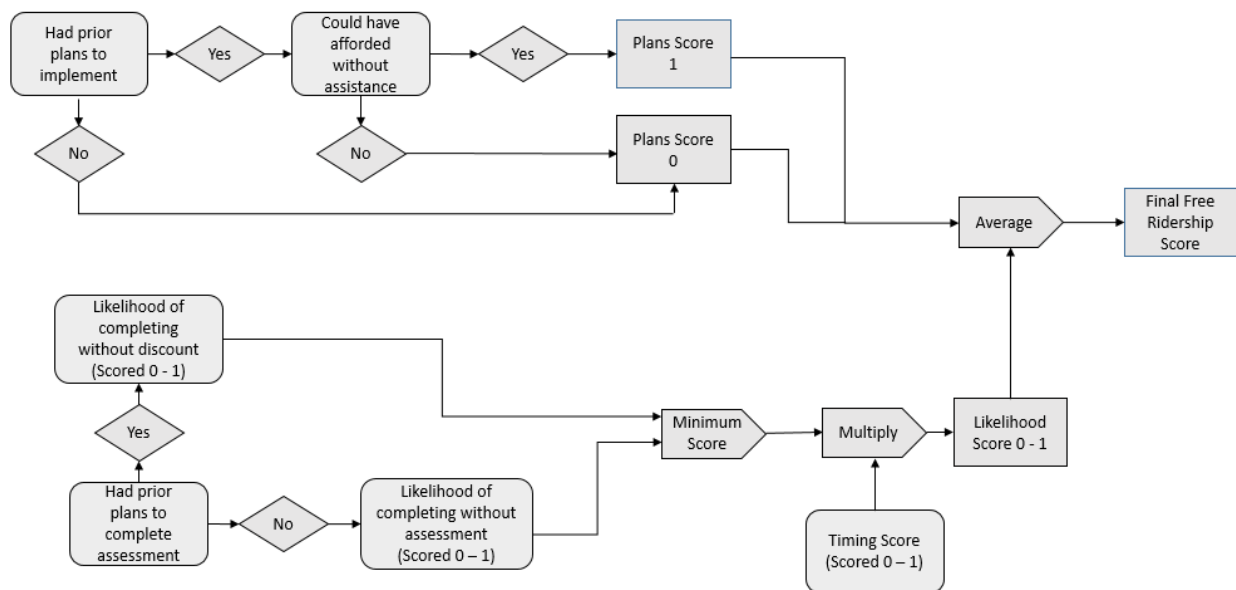 Had prior
plans to
implement
Yes
Could have
afforded
without
assistance
Yes
Plans Score
1
No
No
Plans Score
0
Average
Final Free
Ridership
Score
Likelihood of
completing
without discount
(Scored 0 - 1)
Yes
Had prior
plans to
complete
assessment
No
Likelihood of
completing without
assessment
(Scored 0 – 1)
Minimum
Score
Multiply
Likelihood
Score 0 - 1
Timing Score
(Scored 0 – 1)